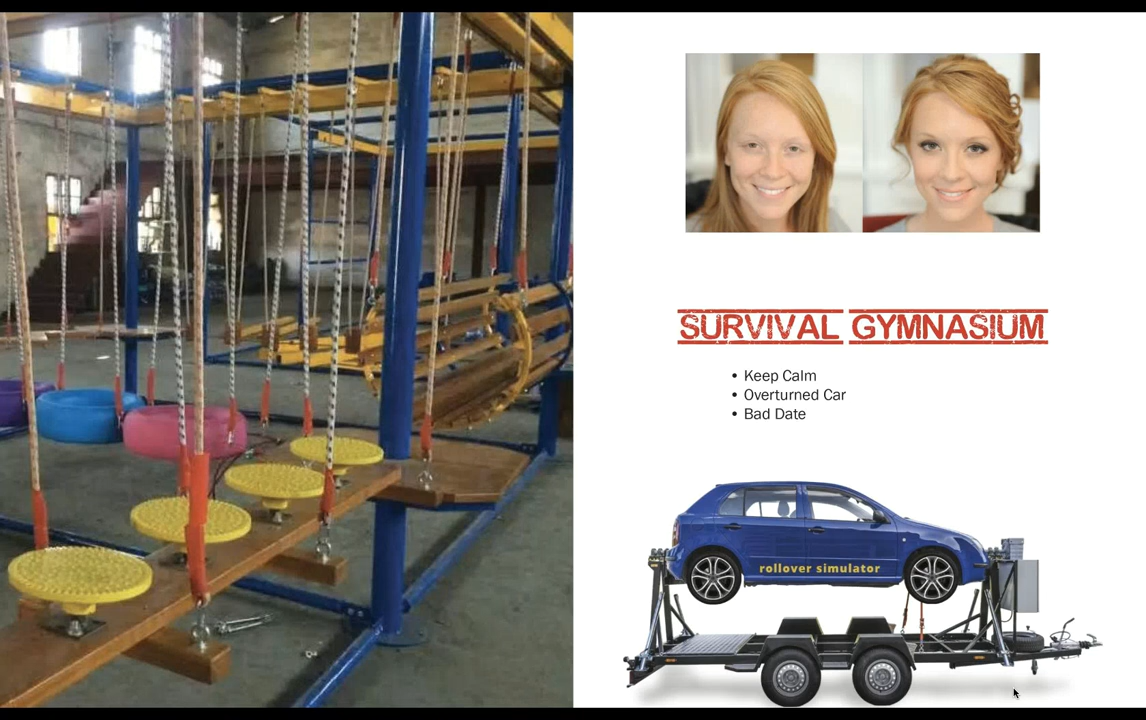 SURVIVAL GYMNASIUM
• Keep Calm
• Overturned Car
• Bad Date
rollover simulator